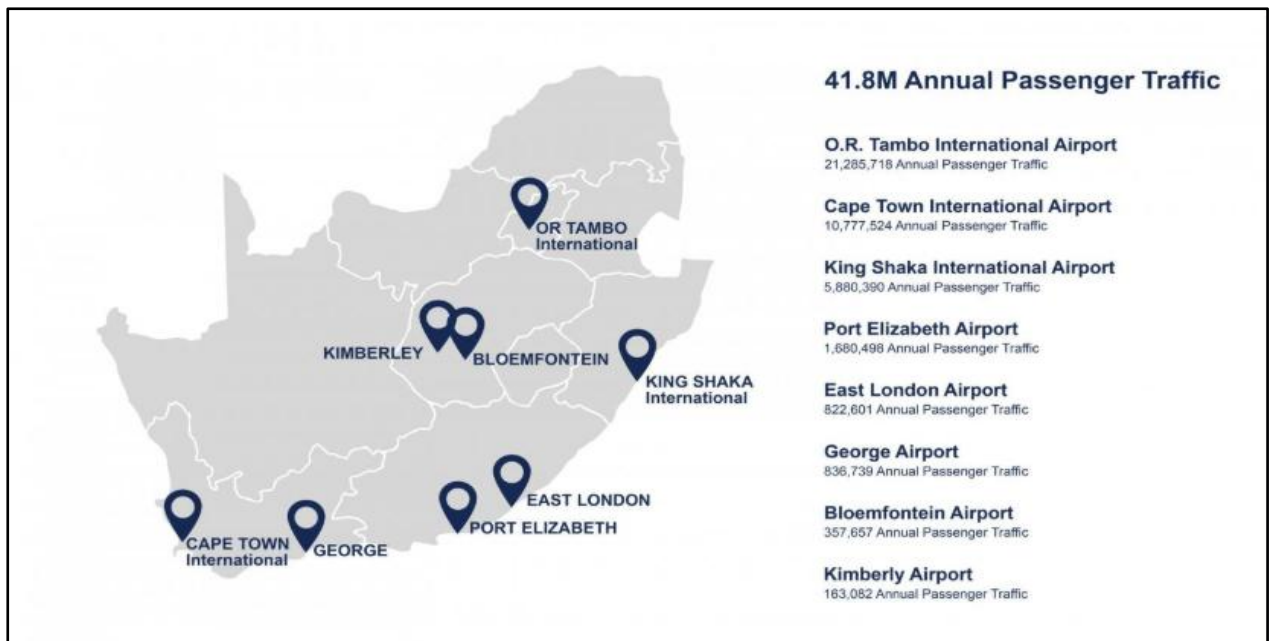 41.8M Annual Passenger Traffic
O.R. Tambo International Airport
21,285,718 Annual Passenger Traffic
Cape Town International Airport
10,777,524 Annual Passenger Traffic
King Shaka International Airport
5,880,390 Annual Passenger Traffic
Port Elizabeth Airport
1,680,498 Annual Passenger Traffic
East London Airport
822,601 Annual Passenger Traffic
George Airport
836,739 Annual Passenger Traffic
Bloemfontein Airport
357,657 Annual Passenger Traffic
Kimberly Airport
163,082 Annual Passenger Traffic
OR TAMBO
International
KIMBERLEY
BLOEMFONTEIN
KING SHAKA
International
EAST LONDON
PORT ELIZABETH
CAPE TOWN
International
GEORGE